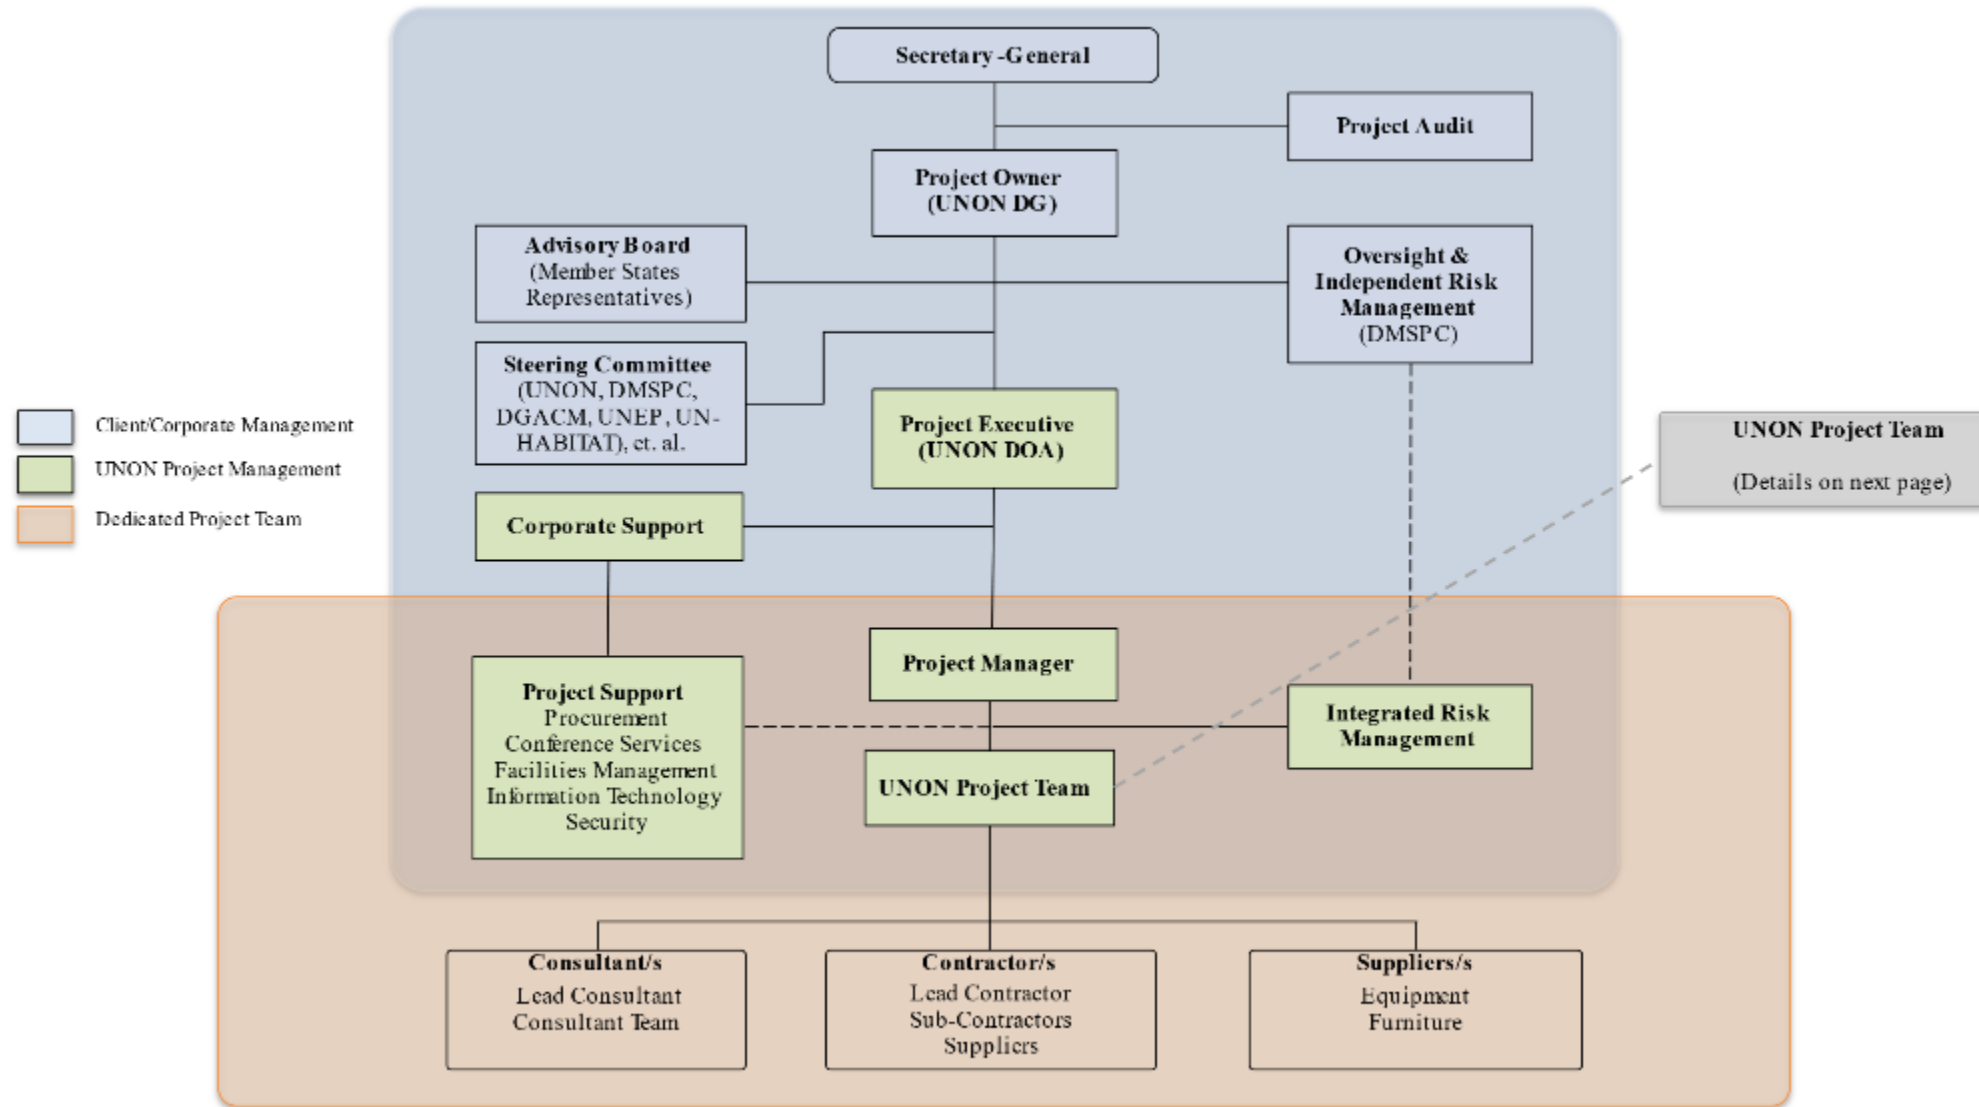 Secretary-General
Project Audit
Project Owner
(UNON DG)
Advisory Board
(Member States
Representatives)
Oversight &
Independent Risk
Management
(DMSPC)
Steering Committee
(UNON, DMSPC,
DGACM, UNEP, UN-
HABITAT), et. al.
Project Executive
(UNON DOA)
Client/Corporate Management
UNON Project Management
Dedicated Project Team
UNON Project Team
(Details on next page)
Corporate Support
Project Manager
Project Support
Procurement
Conference Services
Facilities Management
Information Technology
Security
Integrated Risk
Management
UNON Project Team
Consultant/s
Lead Consultant
Consultant Team
Contractor/s
Lead Contractor
Sub-Contractors
Suppliers
Suppliers/s
Equipment
Furniture